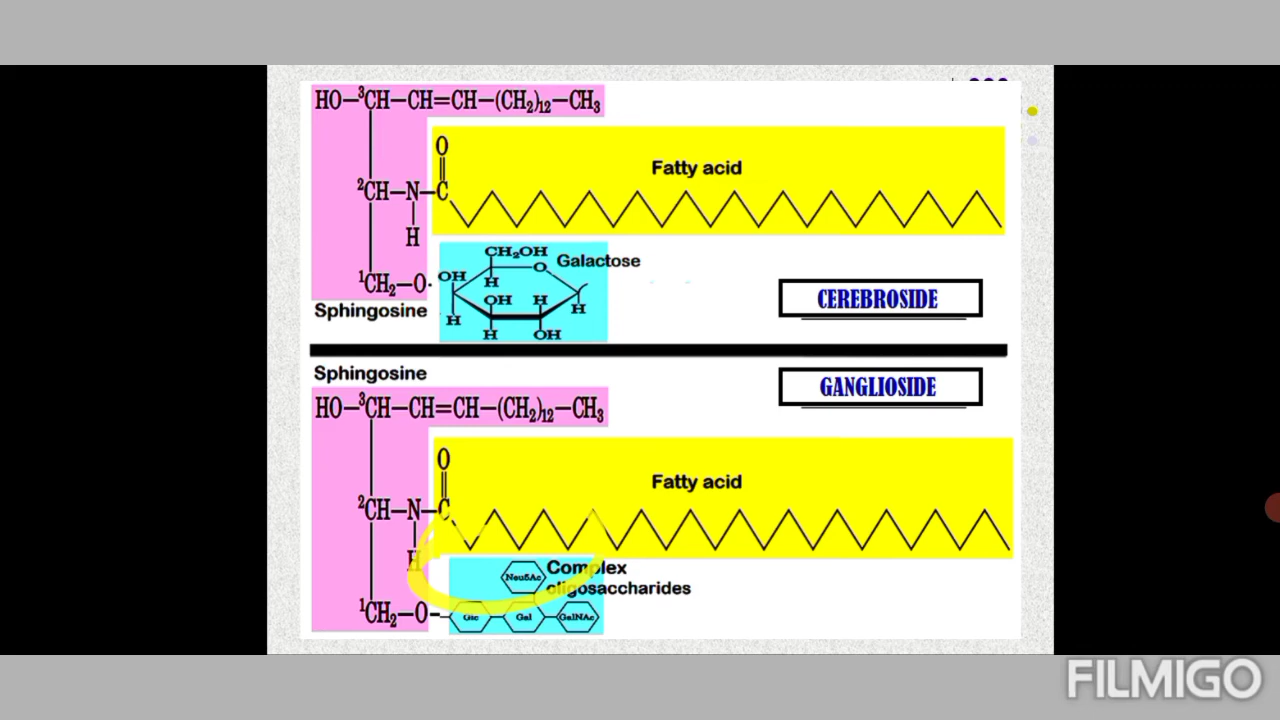 HO—³CH—CH=CH—(CH₂)₁₂—CH₃
O
Fatty acid
²CH—N—C
H
¹CH₂—O
Sphingosine
CH₂OH
Galactose
O
OH
H
OH
H
H
H
H
OH
CEREBROSIDE
Sphingosine
GANGLIOSIDE
HO—³CH—CH=CH—(CH₂)₁₂—CH₃
O
Fatty acid
²CH—N—C
H
Complex
oligosaccharides
Neu5Ac
¹CH₂—O
Glc
Gal
GalNAc
FILMIGO